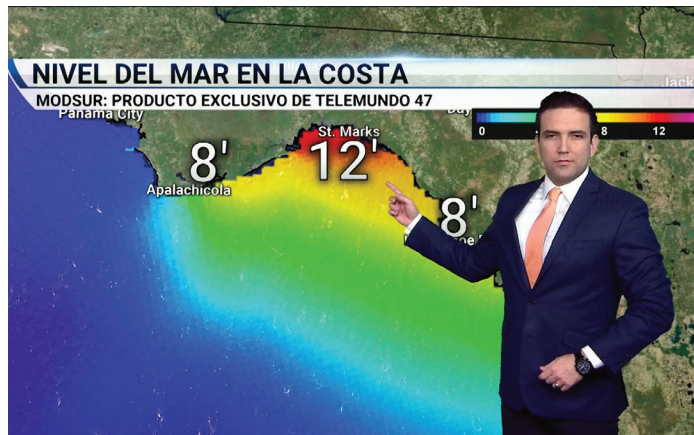 NIVEL DEL MAR EN LA COSTA
MODSUR: PRODUCTO EXCLUSIVO DE TELEMUNDO 47
Panama City
0 8 12
St. Marks
8' 12'
Apalachicola
8'